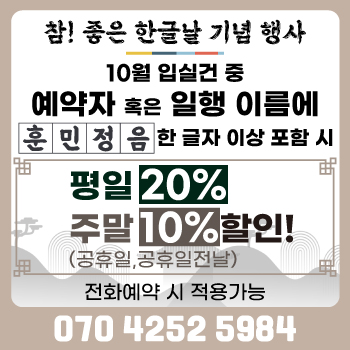 참! 좋은 한글날 기념 행사
10월 입실건 중
예약자 혹은 일행 이름에
훈민정음 한 글자 이상 포함 시
평일 20%
주말 10%할인!
(공휴일,공휴일전날)
전화예약 시 적용가능
070 4252 5984